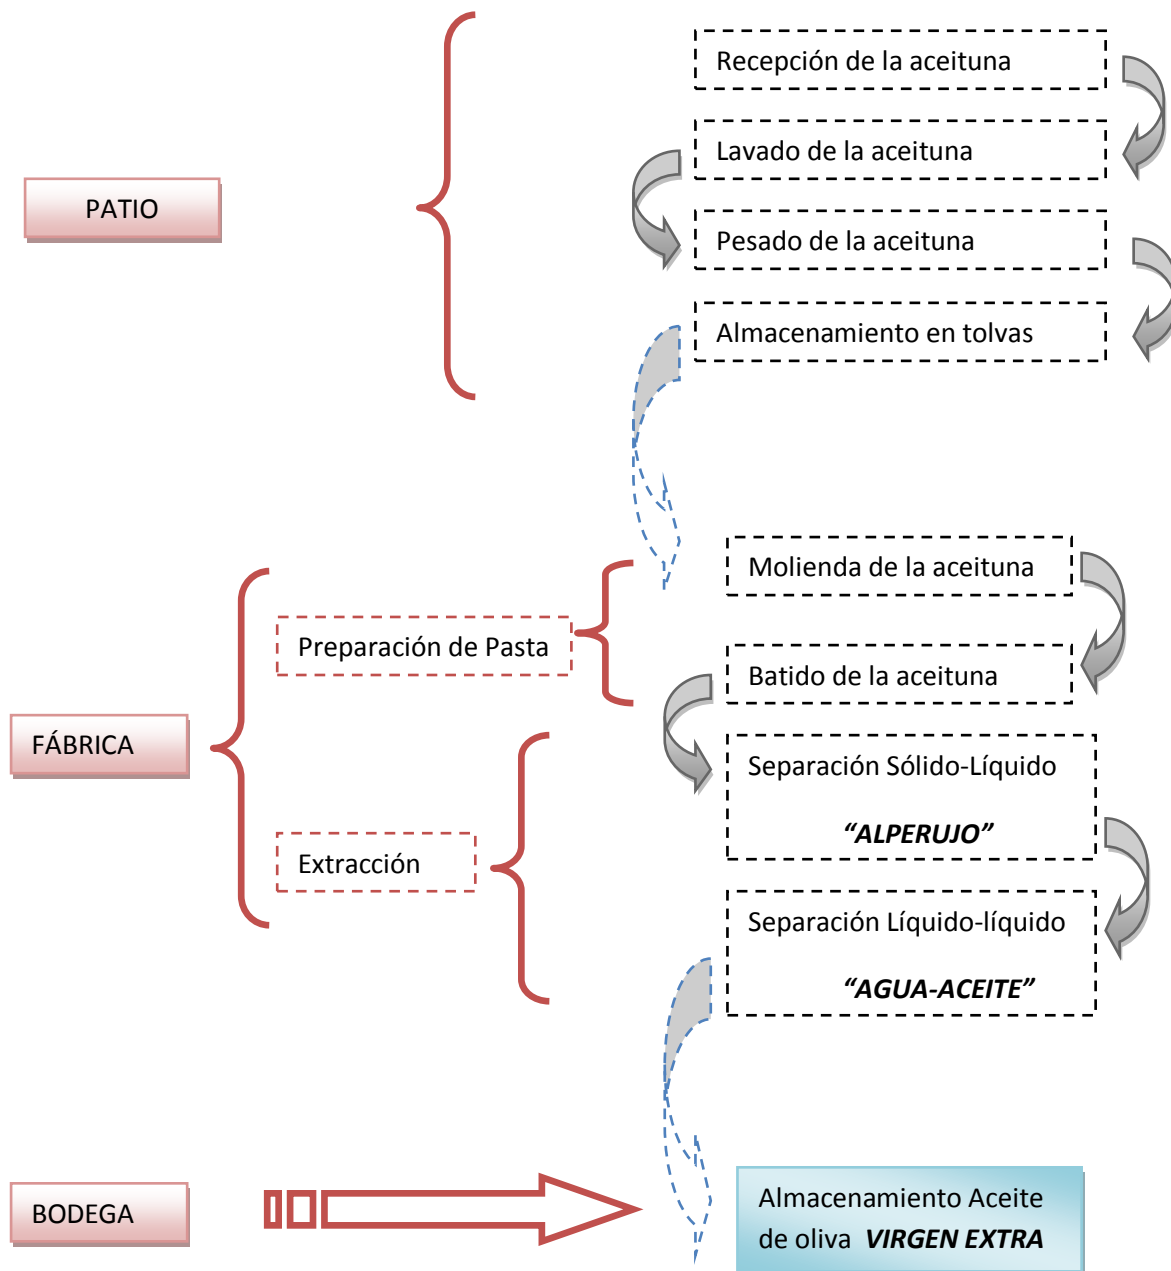 PATIO
Recepción de la aceituna
Lavado de la aceituna
Pesado de la aceituna
Almacenamiento en tolvas
FÁBRICA
Preparación de Pasta
Molienda de la aceituna
Batido de la aceituna
Extracción
Separación Sólido-Líquido
“ALPERUJO”
Separación Líquido-líquido
“AGUA-ACEITE”
BODEGA
Almacenamiento Aceite
de oliva VIRGEN EXTRA